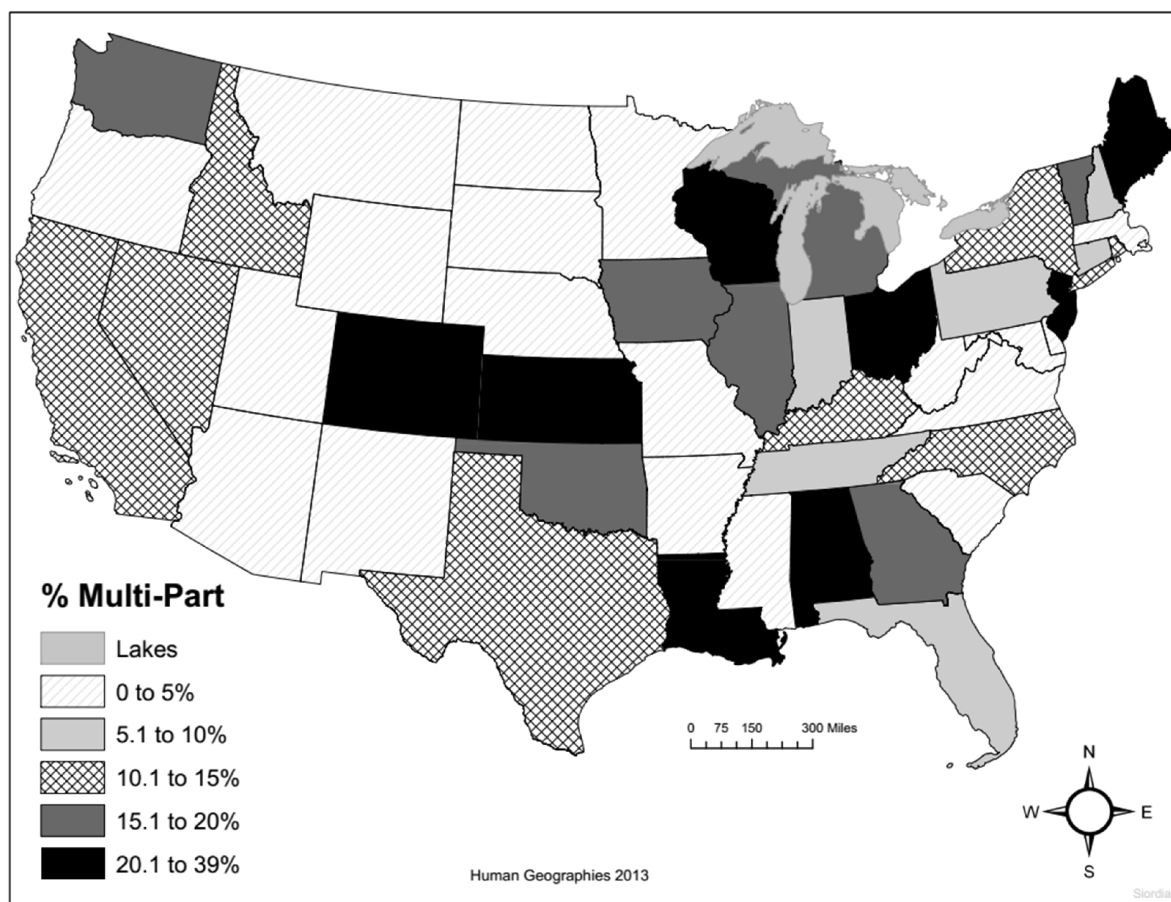 % Multi-Part
Lakes
0 to 5%
5.1 to 10%
10.1 to 15%
15.1 to 20%
20.1 to 39%
0 75 150 300 Miles
N
W E
S
Human Geographies 2013
Siordia